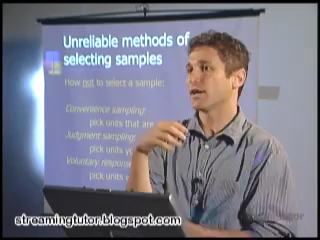 Unreliable methods of
selecting samples
How not to select a sample:
Convenience sampling:
pick units that are
Judgment sampling:
pick units
Voluntary response
pick units
streamingtutor.blogspot.com